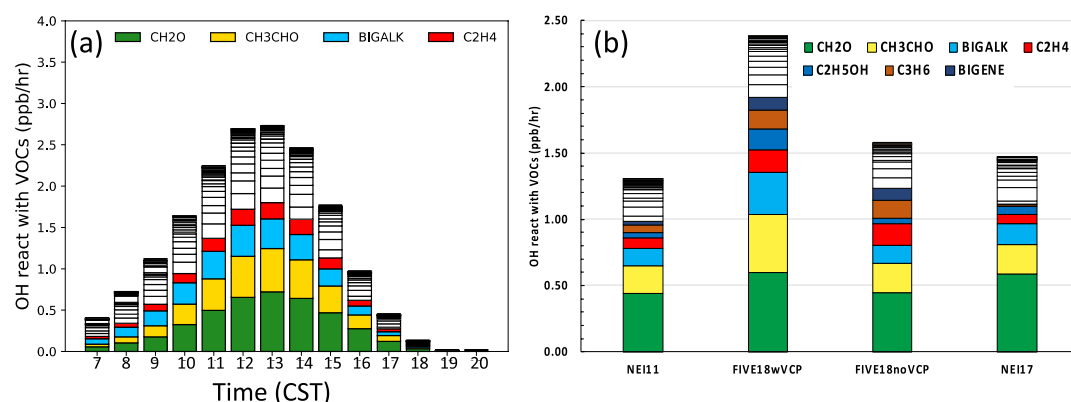 (a)
CH2O CH3CHO BIGALK C2H4
OH react with VOCs (ppb/hr)
4.0
3.5
3.0
2.5
2.0
1.5
1.0
0.5
0.0
7 8 9 10 11 12 13 14 15 16 17 18 19 20
Time (CST)
(b)
CH2O CH3CHO BIGALK C2H4
C2H5OH C3H6 BIGENE
OH react with VOCs (ppb/hr)
2.50
2.00
1.50
1.00
0.50
0.00
NEI11 FIVE18wVCP FIVE18noVCP NEI17